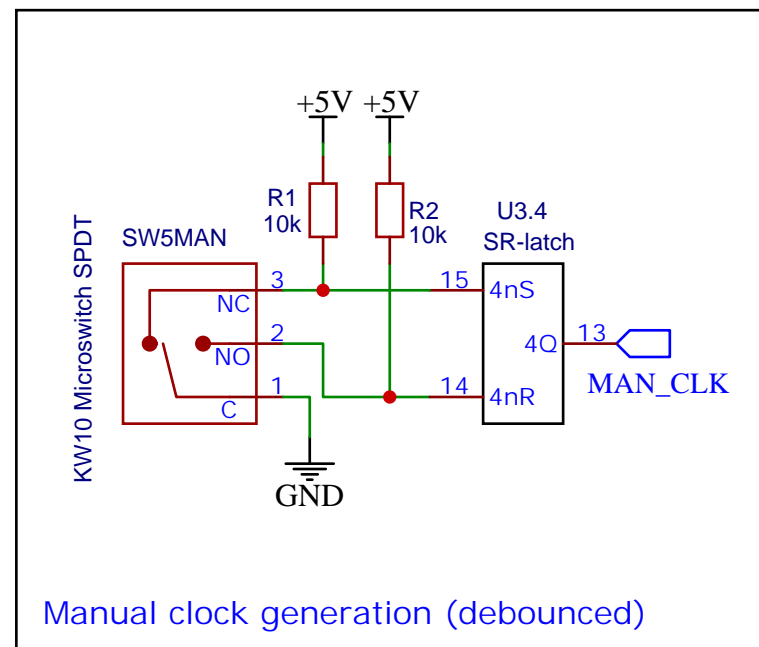 +5V +5V
R1
10k
R2
10k
U3.4
SR-latch
KW10 Microswitch SPDT
SW5MAN
3
NC
15
4nS
2
NO
4Q
13
MAN_CLK
1
C
14
4nR
GND
Manual clock generation (debounced)